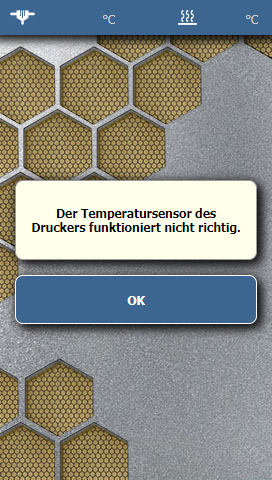 °C °C
Der Temperatursensor des
Druckers funktioniert nicht richtig.
OK